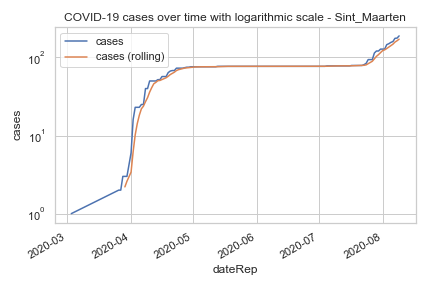 COVID-19 cases over time with logarithmic scale - Sint_Maarten
cases
cases (rolling)
cases
10²
10¹
10⁰
2020-03
2020-04
2020-05
2020-06
2020-07
2020-08
dateRep